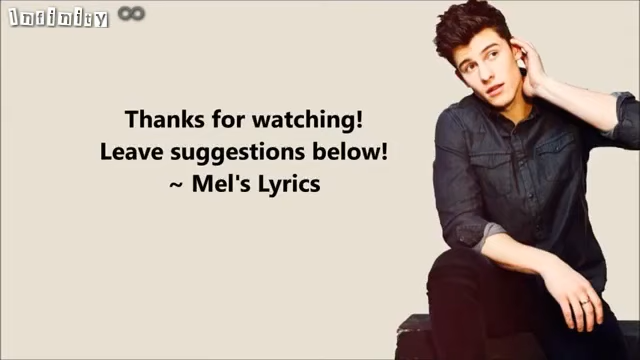 Infinity ∞
Thanks for watching!
Leave suggestions below!
~ Mel's Lyrics